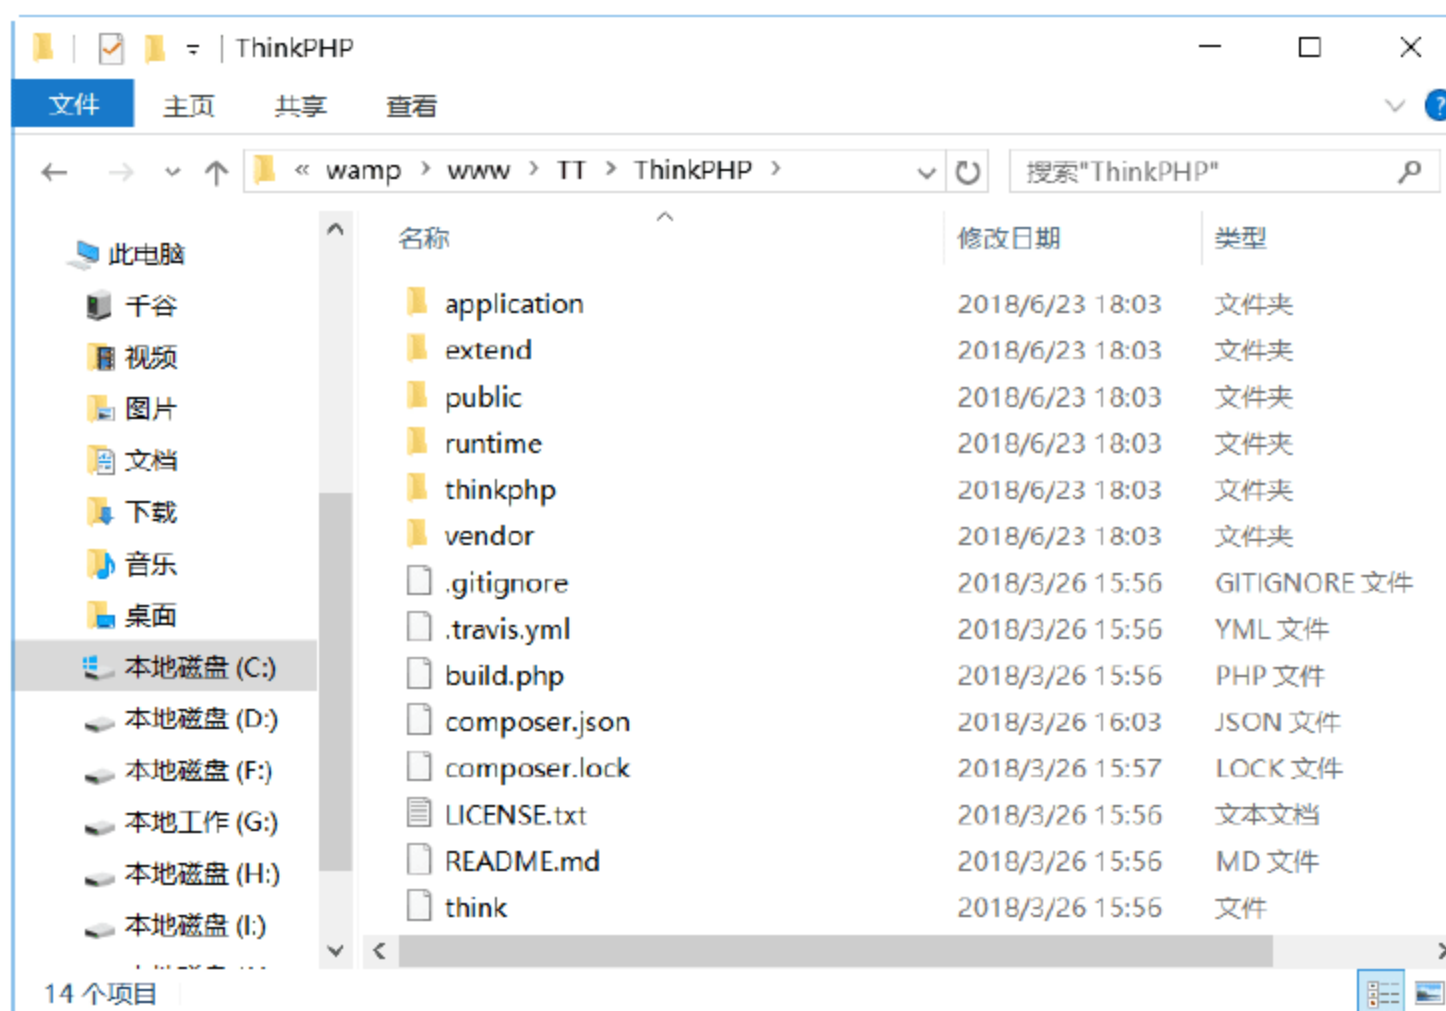 ThinkPHP
文件 主页 共享 查看
« wamp > www > TT > ThinkPHP > 搜索"ThinkPHP"
名称 修改日期 类型
此电脑
千谷
视频
图片
文档
下载
音乐
桌面
本地磁盘 (C:)
本地磁盘 (D:)
本地磁盘 (F:)
本地工作 (G:)
本地磁盘 (H:)
本地磁盘 (I:)
application 2018/6/23 18:03 文件夹
extend 2018/6/23 18:03 文件夹
public 2018/6/23 18:03 文件夹
runtime 2018/6/23 18:03 文件夹
thinkphp 2018/6/23 18:03 文件夹
vendor 2018/6/23 18:03 文件夹
.gitignore 2018/3/26 15:56 GITIGNORE 文件
.travis.yml 2018/3/26 15:56 YML 文件
build.php 2018/3/26 15:56 PHP 文件
composer.json 2018/3/26 16:03 JSON 文件
composer.lock 2018/3/26 15:57 LOCK 文件
LICENSE.txt 2018/3/26 15:56 文本文档
README.md 2018/3/26 15:56 MD 文件
think 2018/3/26 15:56 文件
14 个项目